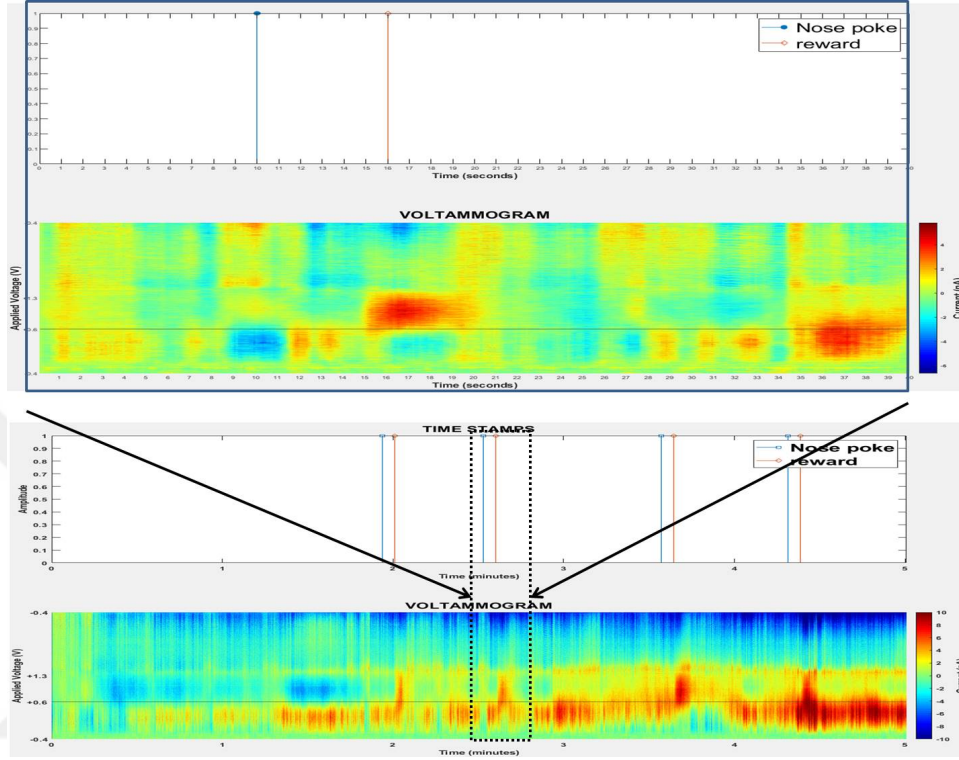 1
0.9
0.8
0.7
0.6
0.5
0.4
0.3
0.2
0.1
0
Nose poke
reward
1 2 3 4 5 6 7 8 9 10 11 12 13 14 15 16 17 18 19 20 21 22 23 24 25 26 27 28 29 30 31 32 33 34 35 36 37 38 39
Time (seconds)
VOLTAMMOGRAM
Applied Voltage (V)
4
2
0
-2
-4
-6
Current (nA)
1 2 3 4 5 6 7 8 9 10 11 12 13 14 15 16 17 18 19 20 21 22 23 24 25 26 27 28 29 30 31 32 33 34 35 36 37 38 39
Time (seconds)
TIME STAMPS
Amplitude
1
0.9
0.8
0.7
0.6
0.5
0.4
0.3
0.2
0.1
0
Nose poke
reward
0 1 2 3 4 5
Time (minutes)
VOLTAMMOGRAM
Applied Voltage (V)
-0.4
+1.3
+0.6
-0.4
10
8
6
4
2
0
-2
-4
-6
-8
-10
0 1 2 3 4 5
Time (minutes)